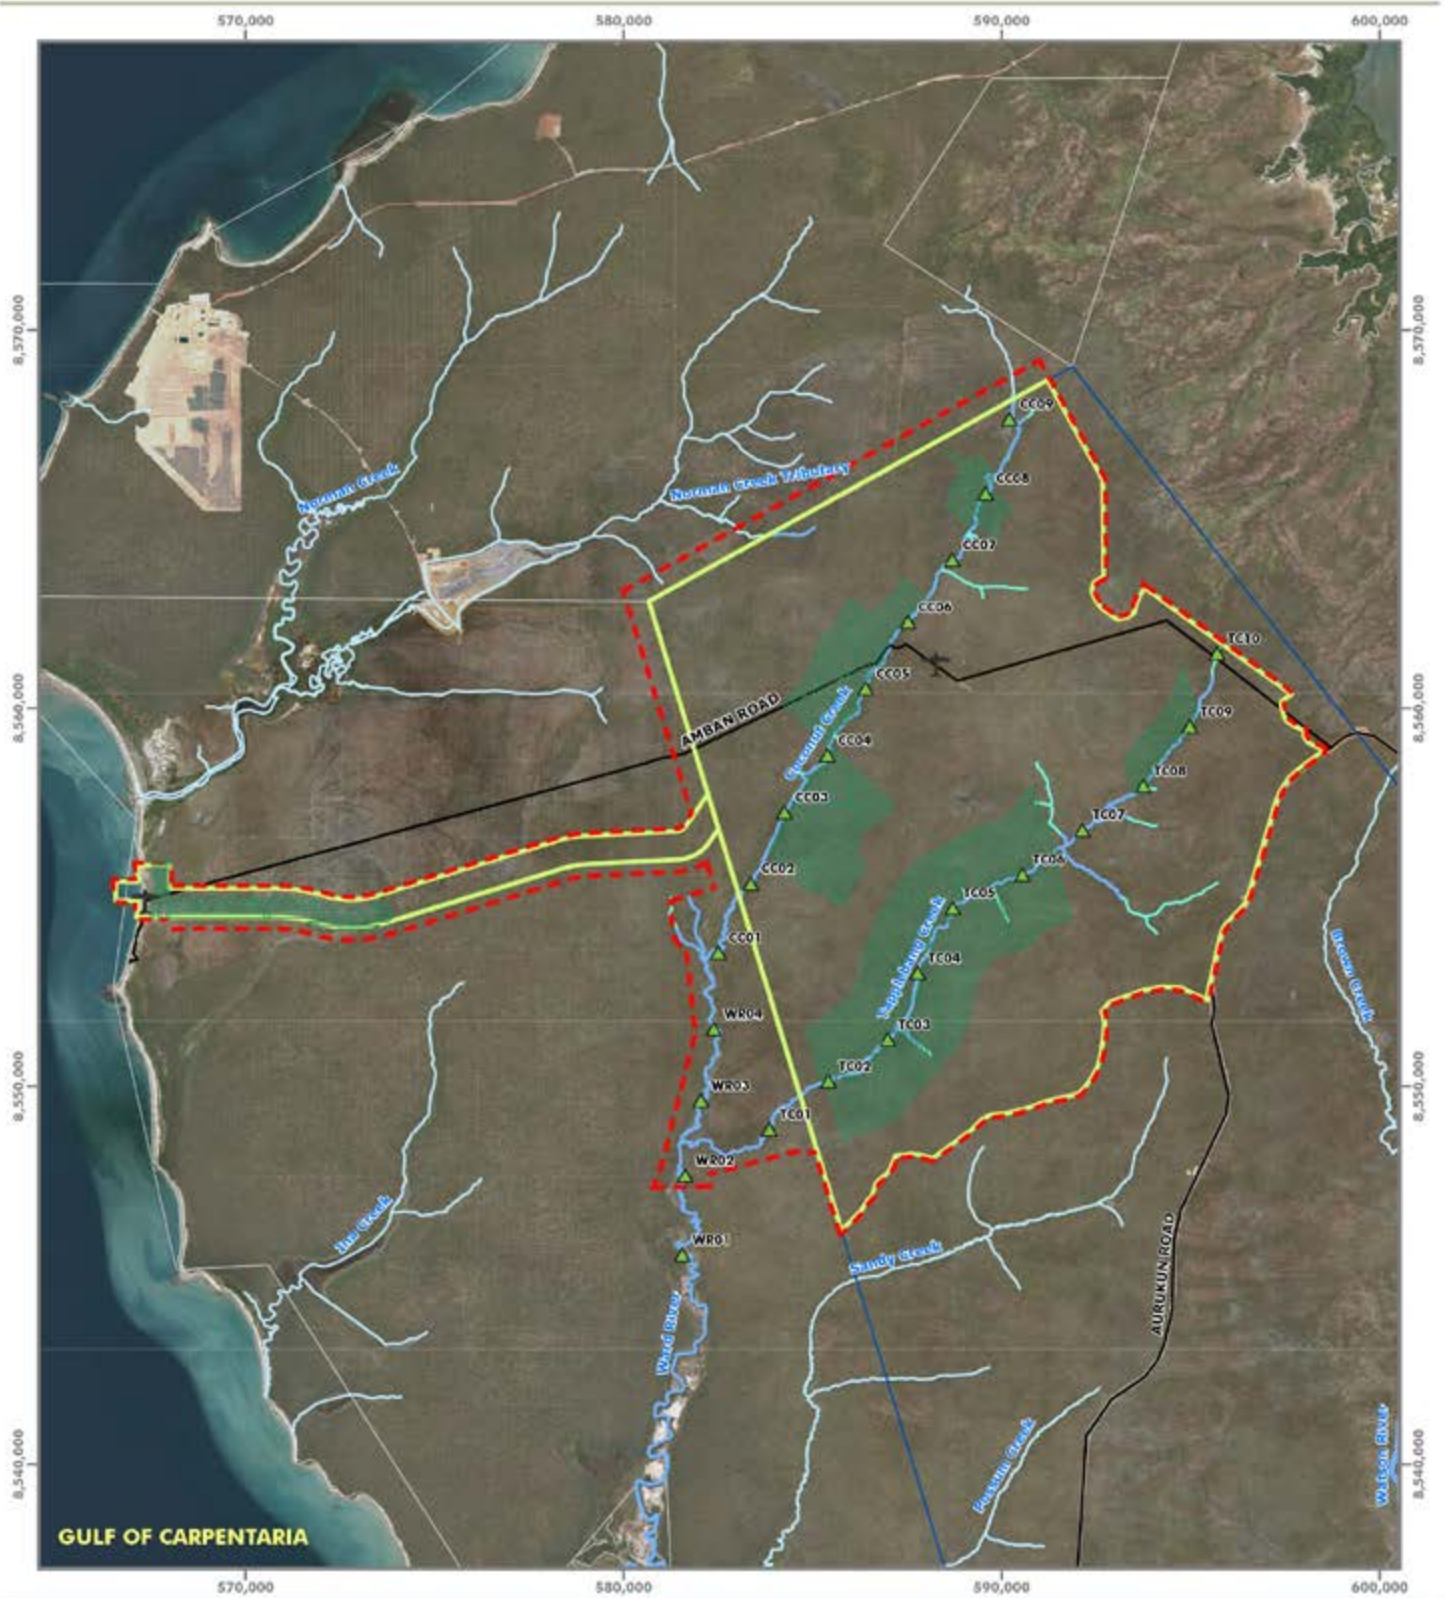 570,000
580,000
590,000
600,000
8,570,000
8,570,000
CC09
Norman Creek
Norman Creek Tributary
CC08
CC07
CC06
TC10
CC05
8,560,000
8,560,000
AMBAN ROAD
Coconut Creek
TC09
CC04
TC08
CC03
TC07
TC06
CC02
TC05
CC01
Tappleband Creek
TC04
Brown Creek
WR04
TC03
8,550,000
8,550,000
TC02
WR03
TC01
WR02
Ina Creek
WR01
Sandy Creek
AURUKUN ROAD
Ward River
Possum Creek
Watson River
8,540,000
8,540,000
GULF OF CARPENTARIA
570,000
580,000
590,000
600,000